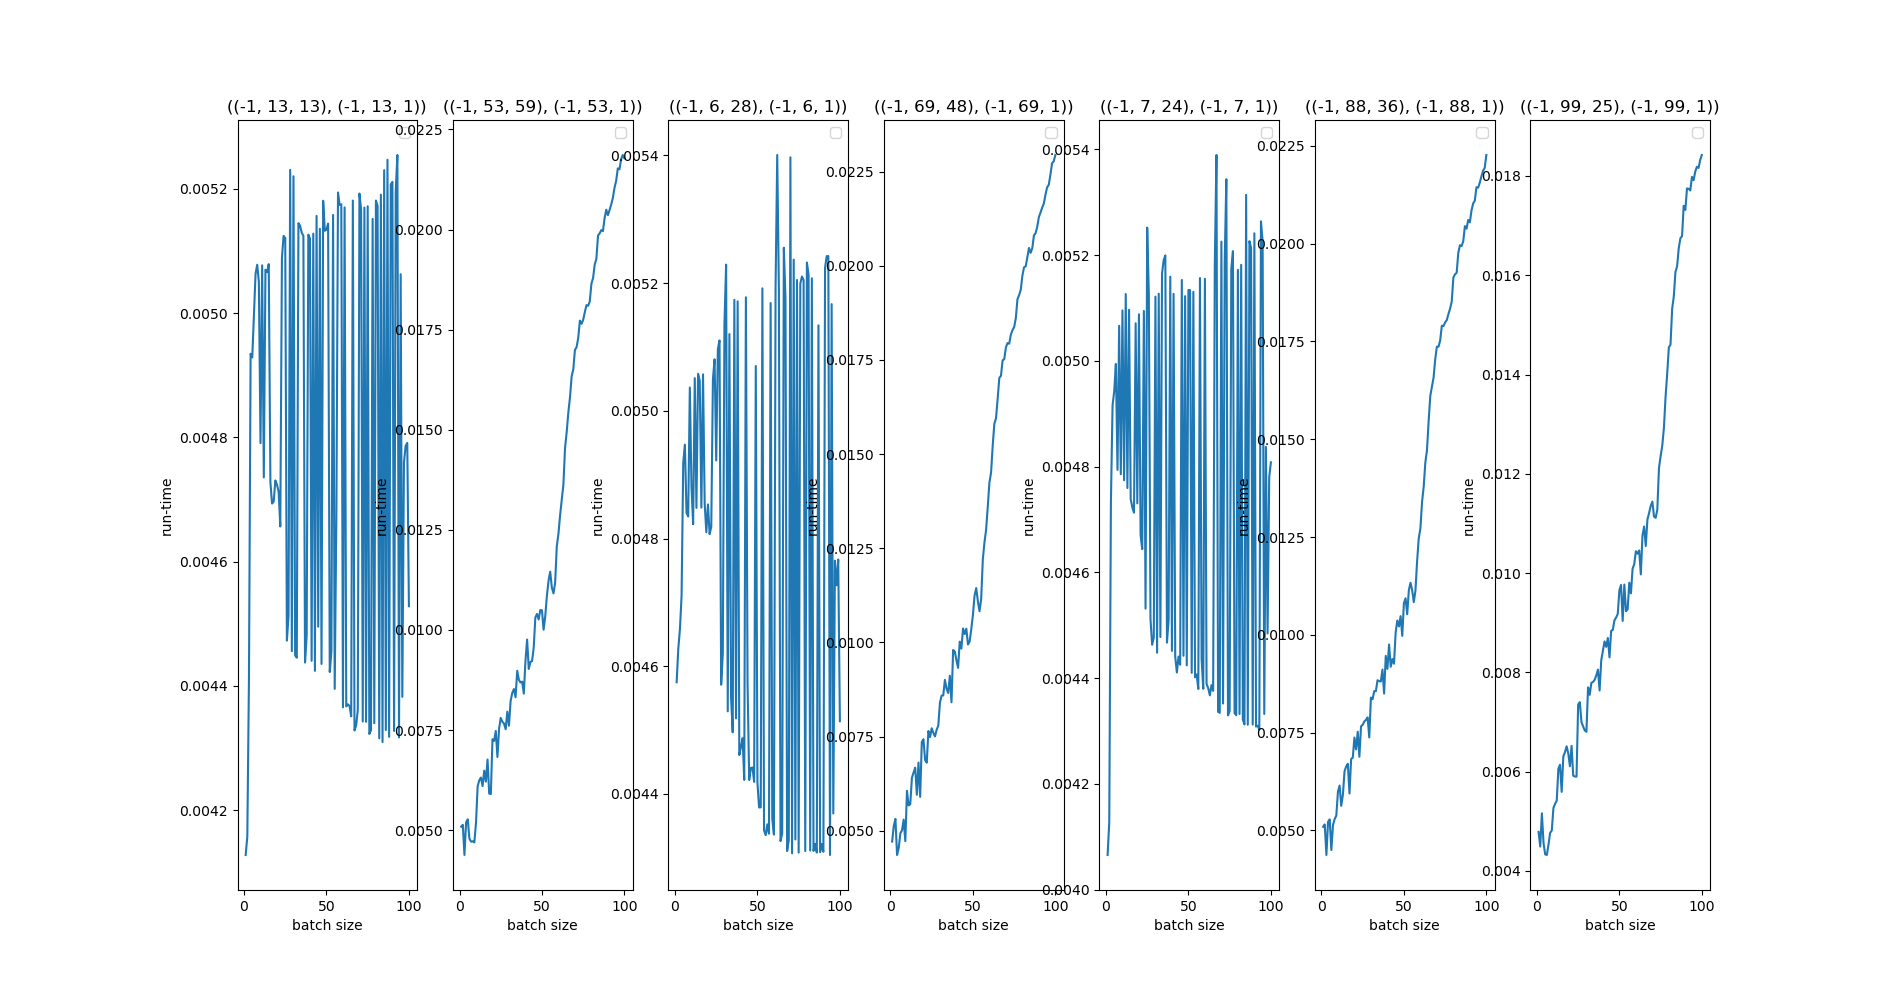 ((-1, 13, 13), (-1, 13, 1))
((-1, 53, 59), (-1, 53, 1))
((-1, 6, 28), (-1, 6, 1))
((-1, 69, 48), (-1, 69, 1))
((-1, 7, 24), (-1, 7, 1))
((-1, 88, 36), (-1, 88, 1))
((-1, 99, 25), (-1, 99, 1))
run-time
0.0052
0.0050
0.0048
0.0046
0.0044
0.0042
0 50 100
batch size
run-time
0.0225
0.0200
0.0175
0.0150
0.0125
0.0100
0.0075
0.0050
0 50 100
batch size
run-time
0.0054
0.0052
0.0050
0.0048
0.0046
0.0044
0 50 100
batch size
run-time
0.0225
0.0200
0.0175
0.0150
0.0125
0.0100
0.0075
0.0050
0 50 100
batch size
run-time
0.0054
0.0052
0.0050
0.0048
0.0046
0.0044
0.0042
0.0040
0 50 100
batch size
run-time
0.0225
0.0200
0.0175
0.0150
0.0125
0.0100
0.0075
0.0050
0 50 100
batch size
run-time
0.018
0.016
0.014
0.012
0.010
0.008
0.006
0.004
0 50 100
batch size